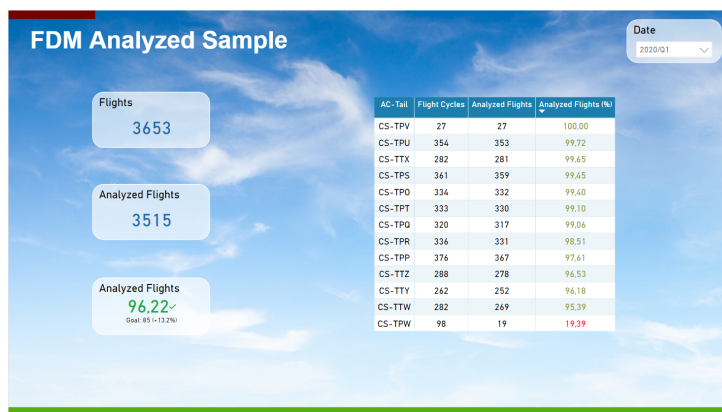 FDM Analyzed Sample
Date
2020/Q1
Flights
3653
Analyzed Flights
3515
Analyzed Flights
96,22
Goal: 85 (+13.2%)
AC-Tail Flight Cycles Analyzed Flights Analyzed Flights (%)
CS-TPV 27 27 100,00
CS-TPU 354 353 99,72
CS-TTX 282 281 99,65
CS-TPS 361 359 99,45
CS-TPO 334 332 99,40
CS-TPT 333 330 99,10
CS-TPQ 320 317 99,06
CS-TPR 336 331 98,51
CS-TPP 376 367 97,61
CS-TTZ 288 278 96,53
CS-TTY 262 252 96,18
CS-TTW 282 269 95,39
CS-TPW 98 19 19,39